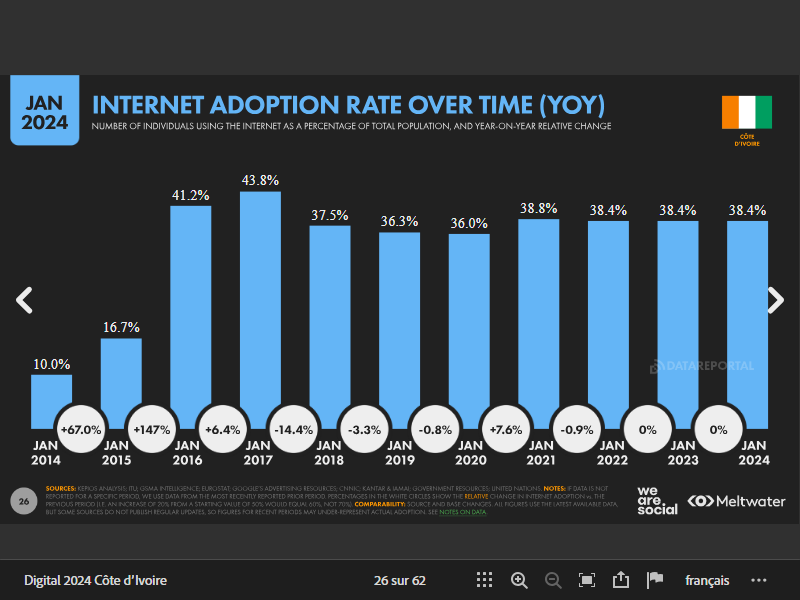 JAN
2024
INTERNET ADOPTION RATE OVER TIME (YOY)
NUMBER OF INDIVIDUALS USING THE INTERNET AS A PERCENTAGE OF TOTAL POPULATION, AND YEAR-ON-YEAR RELATIVE CHANGE
CÔTE
D'IVOIRE
10.0%
16.7%
41.2%
43.8%
37.5%
36.3%
36.0%
38.8%
38.4%
38.4%
38.4%
DATAREPORTAL
+67.0%
+147%
+6.4%
-14.4%
-3.3%
-0.8%
+7.6%
-0.9%
0%
0%
JAN
2014
JAN
2015
JAN
2016
JAN
2017
JAN
2018
JAN
2019
JAN
2020
JAN
2021
JAN
2022
JAN
2023
JAN
2024
26
SOURCES: KEPIOS ANALYSIS; ITU; GSMA INTELLIGENCE; EUROSTAT; GOOGLE'S ADVERTISING RESOURCES; CNNIC; KANTAR & IAMAI; GOVERNMENT RESOURCES; UNITED NATIONS. NOTES: IF DATA IS NOT
REPORTED FOR A SPECIFIC PERIOD, WE USE DATA FROM THE MOST RECENTLY REPORTED PRIOR PERIOD. PERCENTAGES IN THE WHITE CIRCLES SHOW THE RELATIVE CHANGE IN INTERNET ADOPTION vs. THE
PREVIOUS PERIOD (I.E. AN INCREASE OF 20% FROM A STARTING VALUE OF 50% WOULD EQUAL 60%, NOT 70%). COMPARABILITY: SOURCE AND BASE CHANGES. ALL FIGURES USE THE LATEST AVAILABLE DATA,
BUT SOME SOURCES DO NOT PUBLISH REGULAR UPDATES, SO FIGURES FOR RECENT PERIODS MAY UNDER-REPRESENT ACTUAL ADOPTION. SEE NOTES ON DATA.
we
are.
social
Meltwater
Digital 2024 Côte d'Ivoire
26 sur 62
français